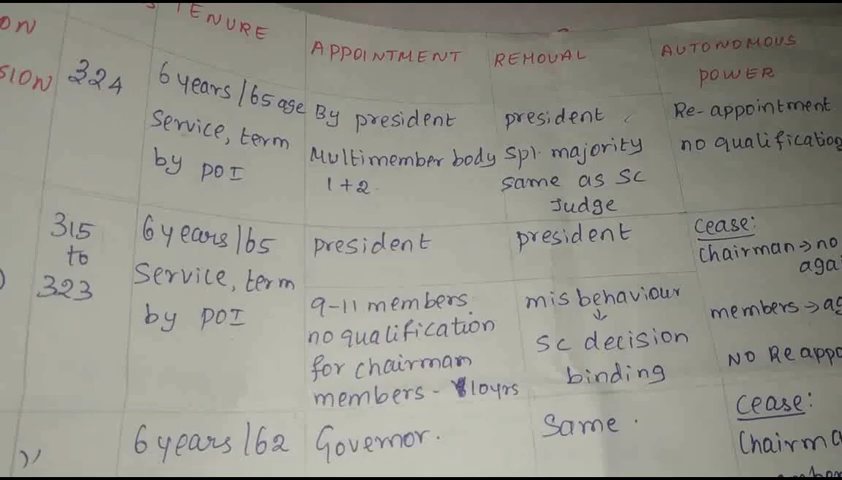 ON
SION
TENURE
APPOINTMENT
REMOVAL
AUTONOMOUS
POWER
324
6 years/65 age
Service, term
by POI
By president
Multimember body
1+2.
president
Spl. majority
same as SC
Judge
Re-appointment
no qualification
315
to
323
6 years/65
Service, term
by POI
president
9-11 members
no qualification
for chairman
members - 10yrs
president
misbehaviour
↓
SC decision
binding
Cease:
Chairman → no
aga
members → ag
NO Reappo
)
"
6 years/62
Governor.
Same.
Cease:
Chairma